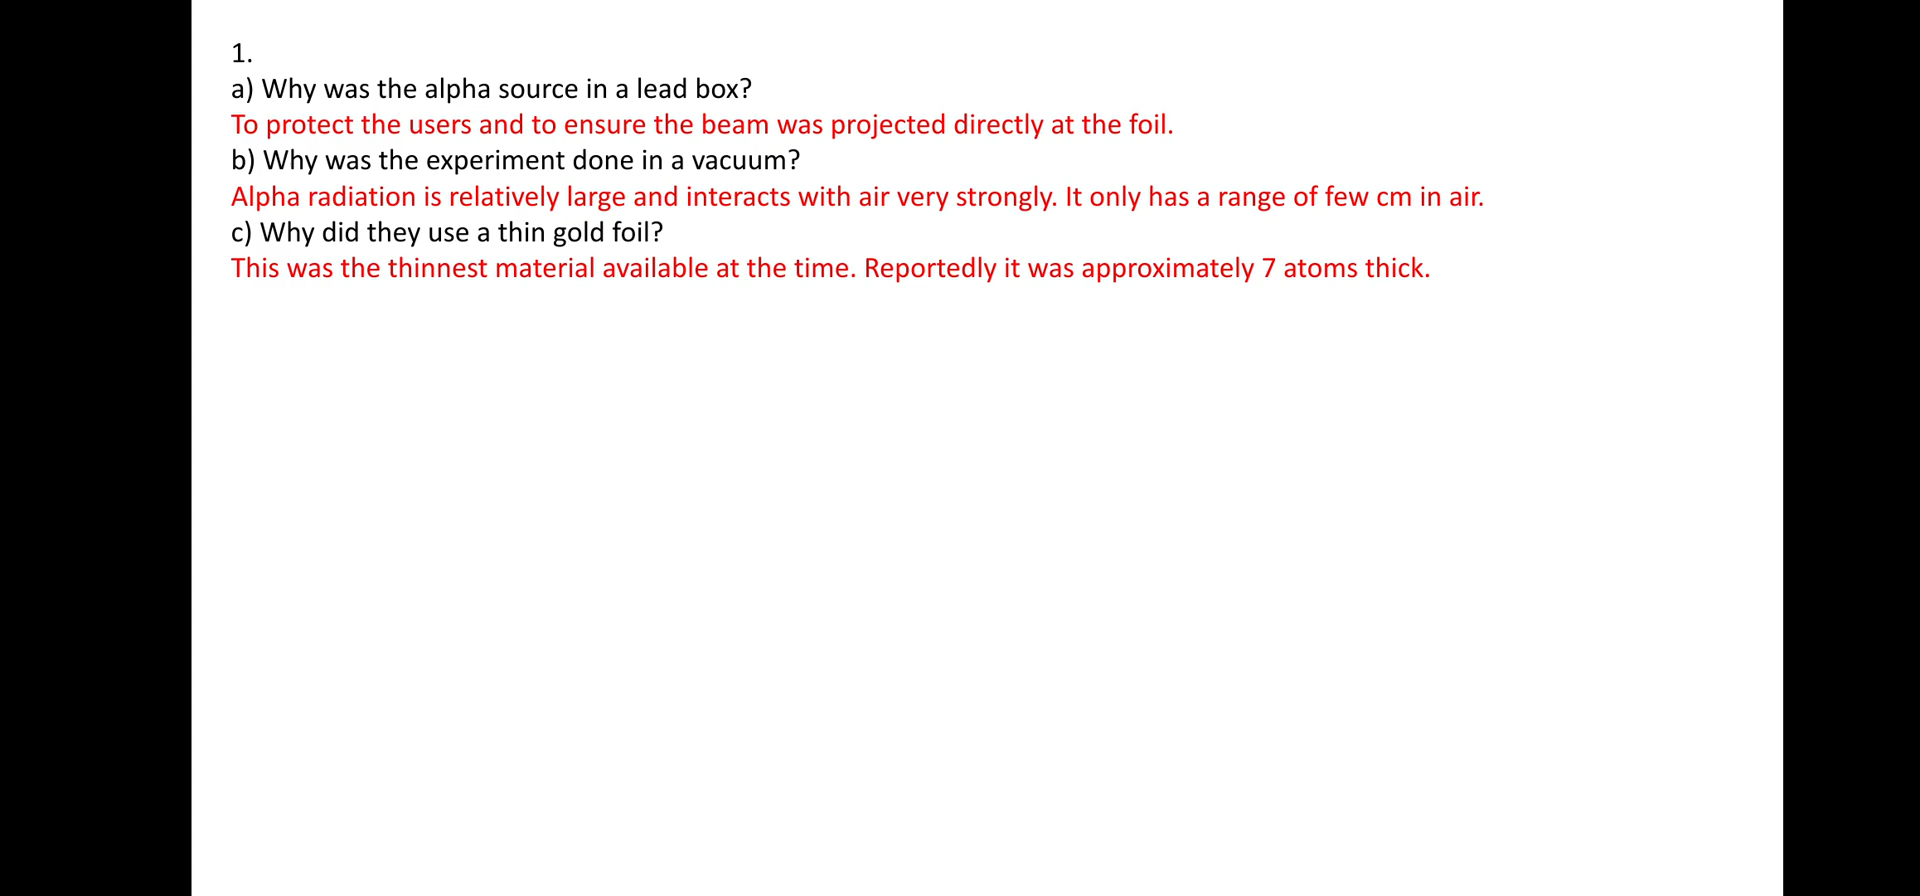 1.
a) Why was the alpha source in a lead box?
To protect the users and to ensure the beam was projected directly at the foil.
b) Why was the experiment done in a vacuum?
Alpha radiation is relatively large and interacts with air very strongly. It only has a range of few cm in air.
c) Why did they use a thin gold foil?
This was the thinnest material available at the time. Reportedly it was approximately 7 atoms thick.